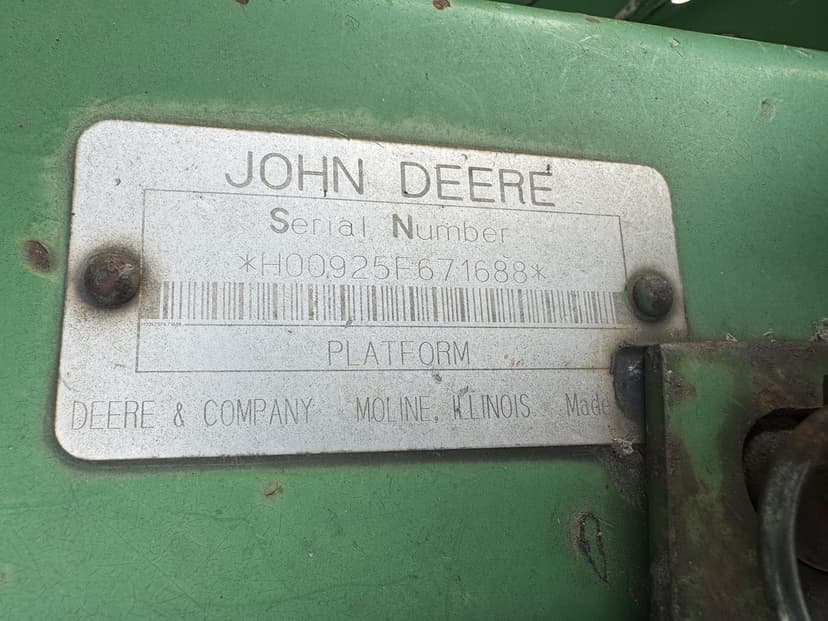 JOHN DEERE
Serial Number
*H00925F671688*
PLATFORM
DEERE & COMPANY MOLINE, ILLINOIS Made